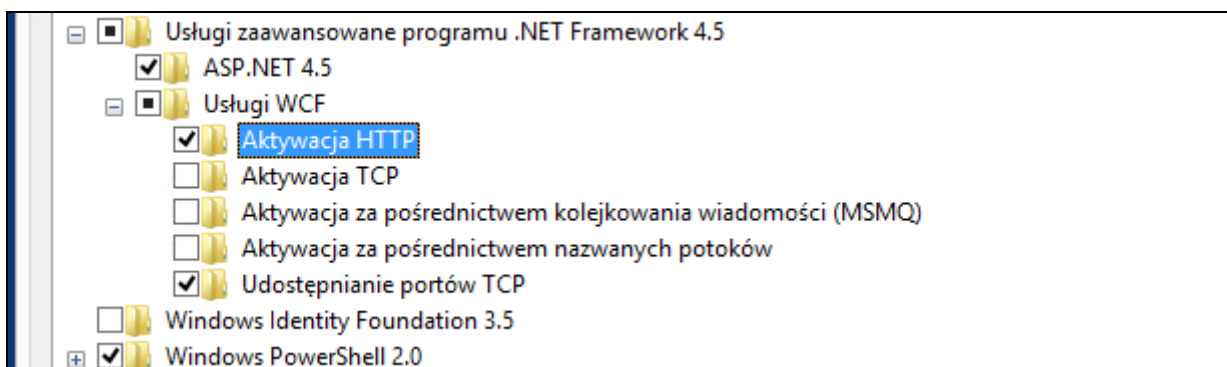 Usługi zaawansowane programu .NET Framework 4.5
ASP.NET 4.5
Usługi WCF
Aktywacja HTTP
Aktywacja TCP
Aktywacja za pośrednictwem kolejkowania wiadomości (MSMQ)
Aktywacja za pośrednictwem nazwanych potoków
Udostępnianie portów TCP
Windows Identity Foundation 3.5
Windows PowerShell 2.0